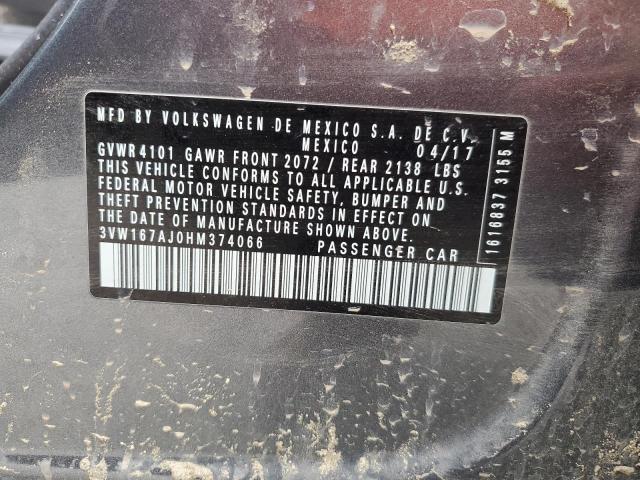 MFD BY VOLKSWAGEN DE MEXICO S.A. DE C.V.
MEXICO 04/17
GVWR 4101 GAWR FRONT 2072 / REAR 2138 LBS
THIS VEHICLE CONFORMS TO ALL APPLICABLE U.S.
FEDERAL MOTOR VEHICLE SAFETY, BUMPER AND
THEFT PREVENTION STANDARDS IN EFFECT ON
THE DATE OF MANUFACTURE SHOWN ABOVE.
3VW167AJ0HM374066 PASSENGER CAR
1616837 3155 M